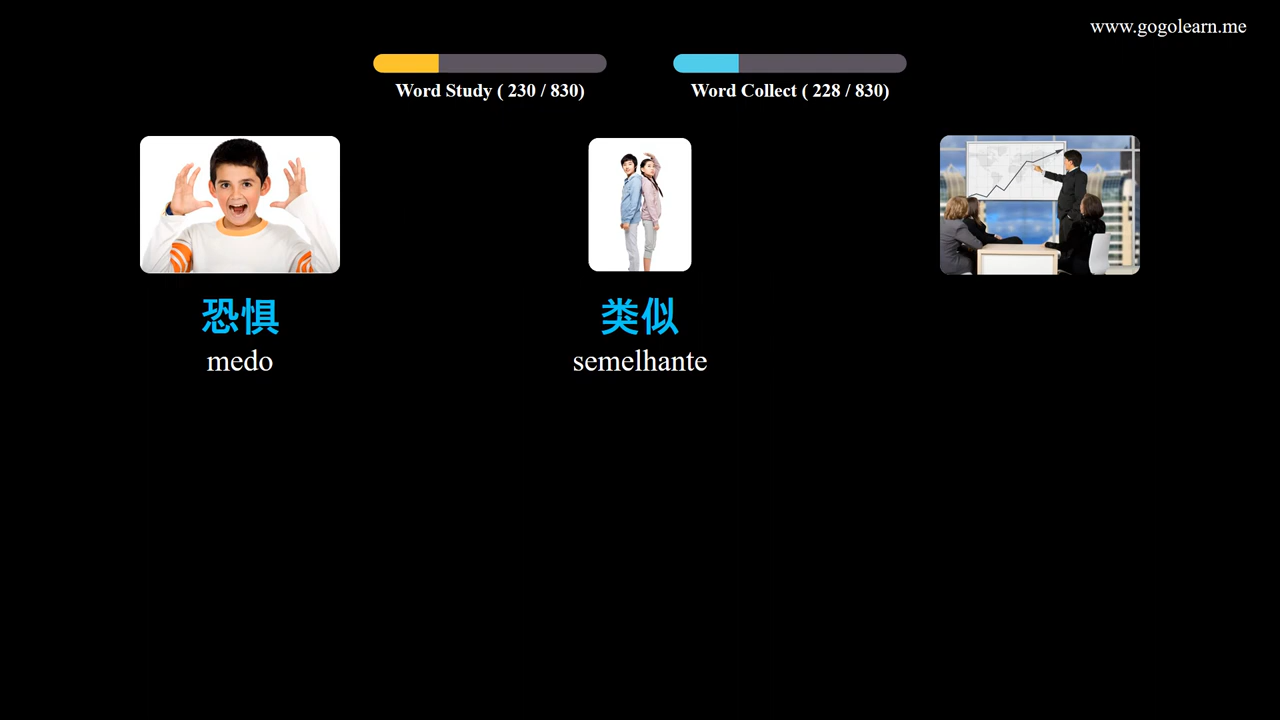 www.gogolearn.me
Word Study ( 230 / 830)
Word Collect ( 228 / 830)
恐惧
medo
类似
semelhante